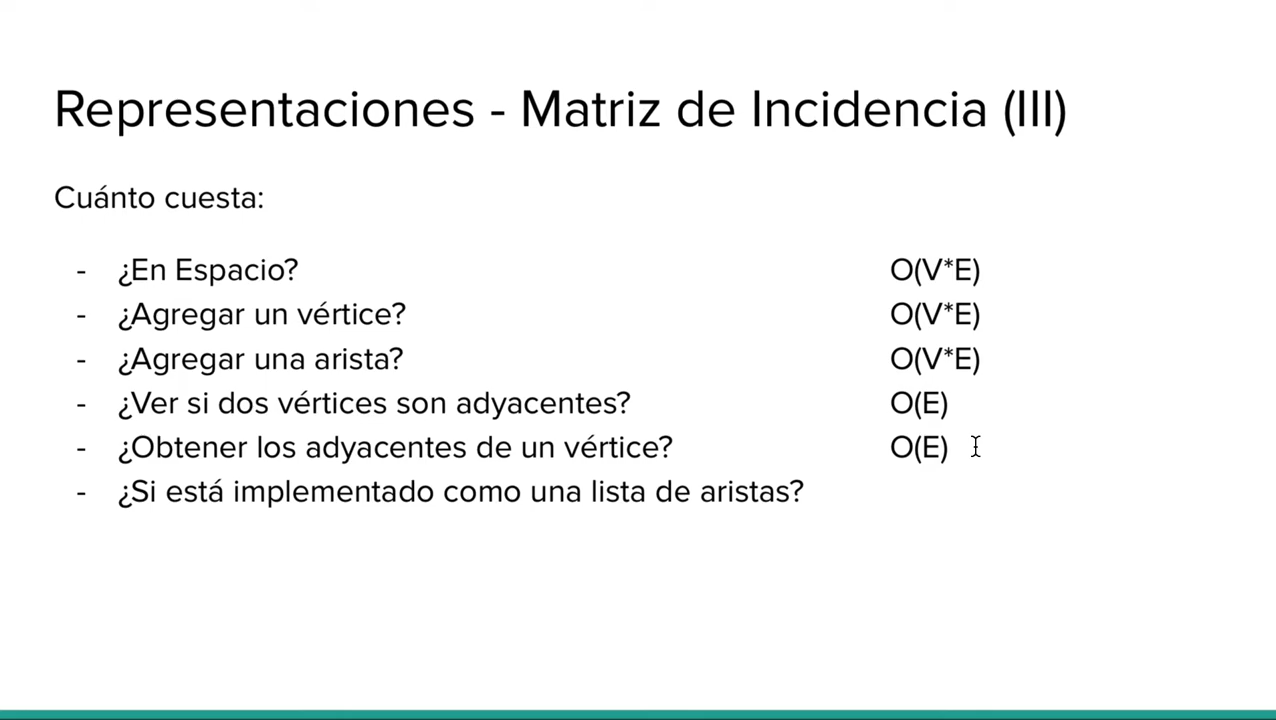 Representaciones - Matriz de Incidencia (III)
Cuánto cuesta:
- ¿En Espacio? O(V*E)
- ¿Agregar un vértice? O(V*E)
- ¿Agregar una arista? O(V*E)
- ¿Ver si dos vértices son adyacentes? O(E)
- ¿Obtener los adyacentes de un vértice? O(E)
- ¿Si está implementado como una lista de aristas?